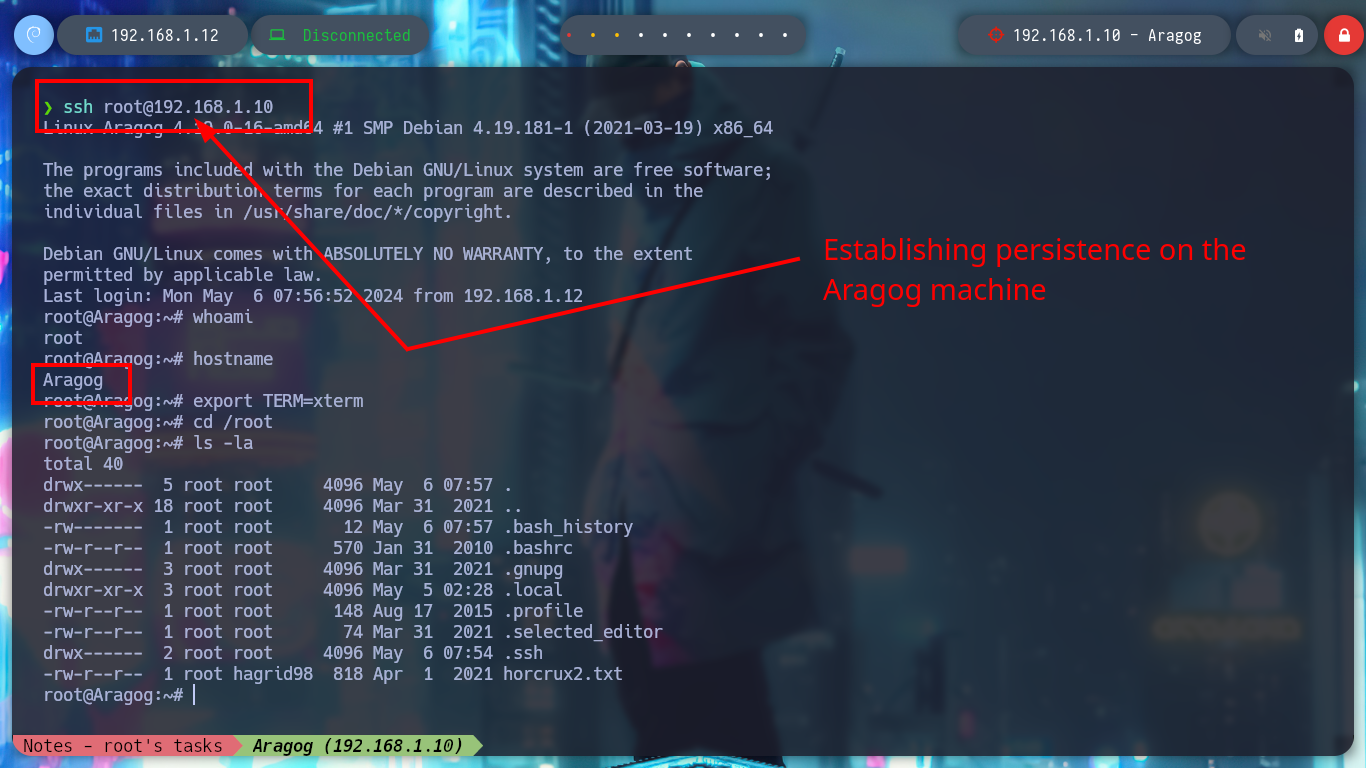 192.168.1.12
Disconnected
192.168.1.10 - Aragog
❯ ssh root@192.168.1.10
Linux Aragog 4.19.0-16-amd64 #1 SMP Debian 4.19.181-1 (2021-03-19) x86_64
The programs included with the Debian GNU/Linux system are free software;
the exact distribution terms for each program are described in the
individual files in /usr/share/doc/*/copyright.
Debian GNU/Linux comes with ABSOLUTELY NO WARRANTY, to the extent
permitted by applicable law.
Last login: Mon May  6 07:56:52 2024 from 192.168.1.12
root@Aragog:~# whoami
root
root@Aragog:~# hostname
Aragog
root@Aragog:~# export TERM=xterm
root@Aragog:~# cd /root
root@Aragog:~# ls -la
total 40
drwx------  5 root root     4096 May  6 07:57 .
drwxr-xr-x 18 root root     4096 Mar 31  2021 ..
-rw-------  1 root root       12 May  6 07:57 .bash_history
-rw-r--r--  1 root root      570 Jan 31  2010 .bashrc
drwx------  3 root root     4096 Mar 31  2021 .gnupg
drwxr-xr-x  3 root root     4096 May  5 02:28 .local
-rw-r--r--  1 root root      148 Aug 17  2015 .profile
-rw-r--r--  1 root root       74 Mar 31  2021 .selected_editor
drwx------  2 root root     4096 May  6 07:54 .ssh
-rw-r--r--  1 root hagrid98  818 Apr  1  2021 horcrux2.txt
root@Aragog:~#
Establishing persistence on the
Aragog machine
Notes - root's tasks
Aragog (192.168.1.10)